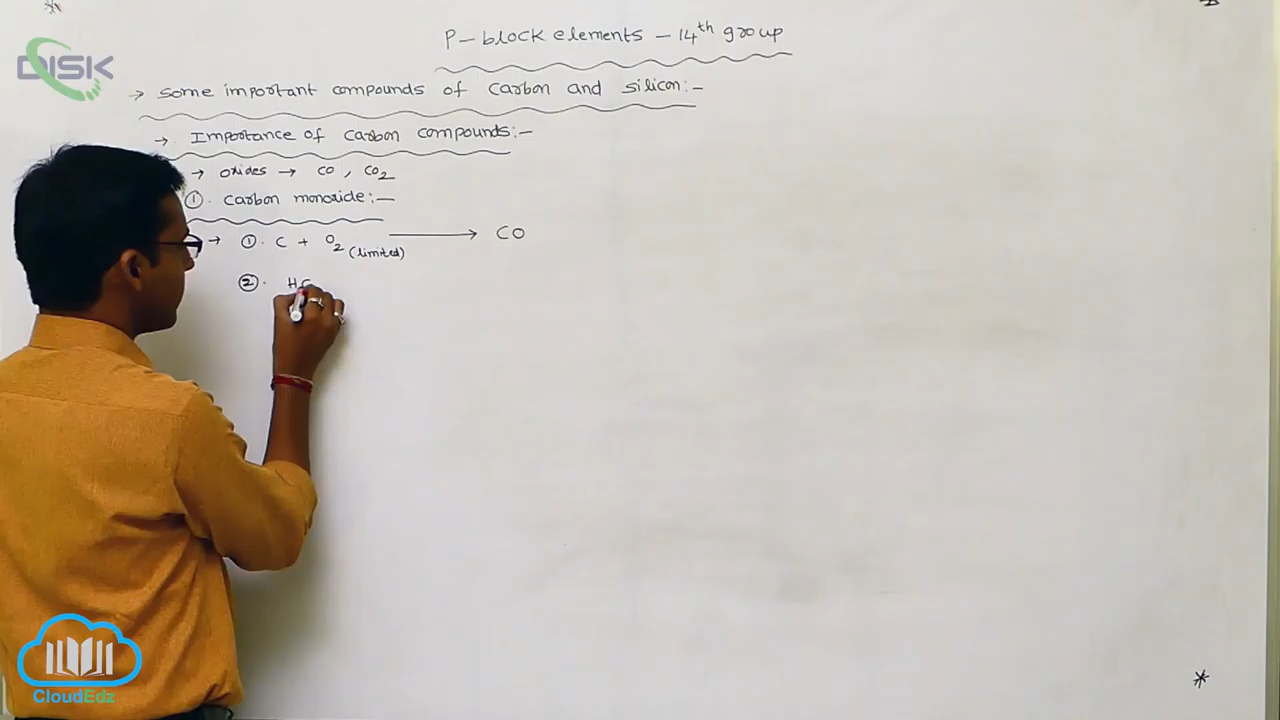 P - block elements - 14th group
DISK
→ some important compounds of carbon and silicon:-
→ Importance of carbon compounds:-
→ oxides → CO , CO2
①. carbon monoxide:-
→ ①. C + O2 (limited) → CO
②. HC
CloudEdz